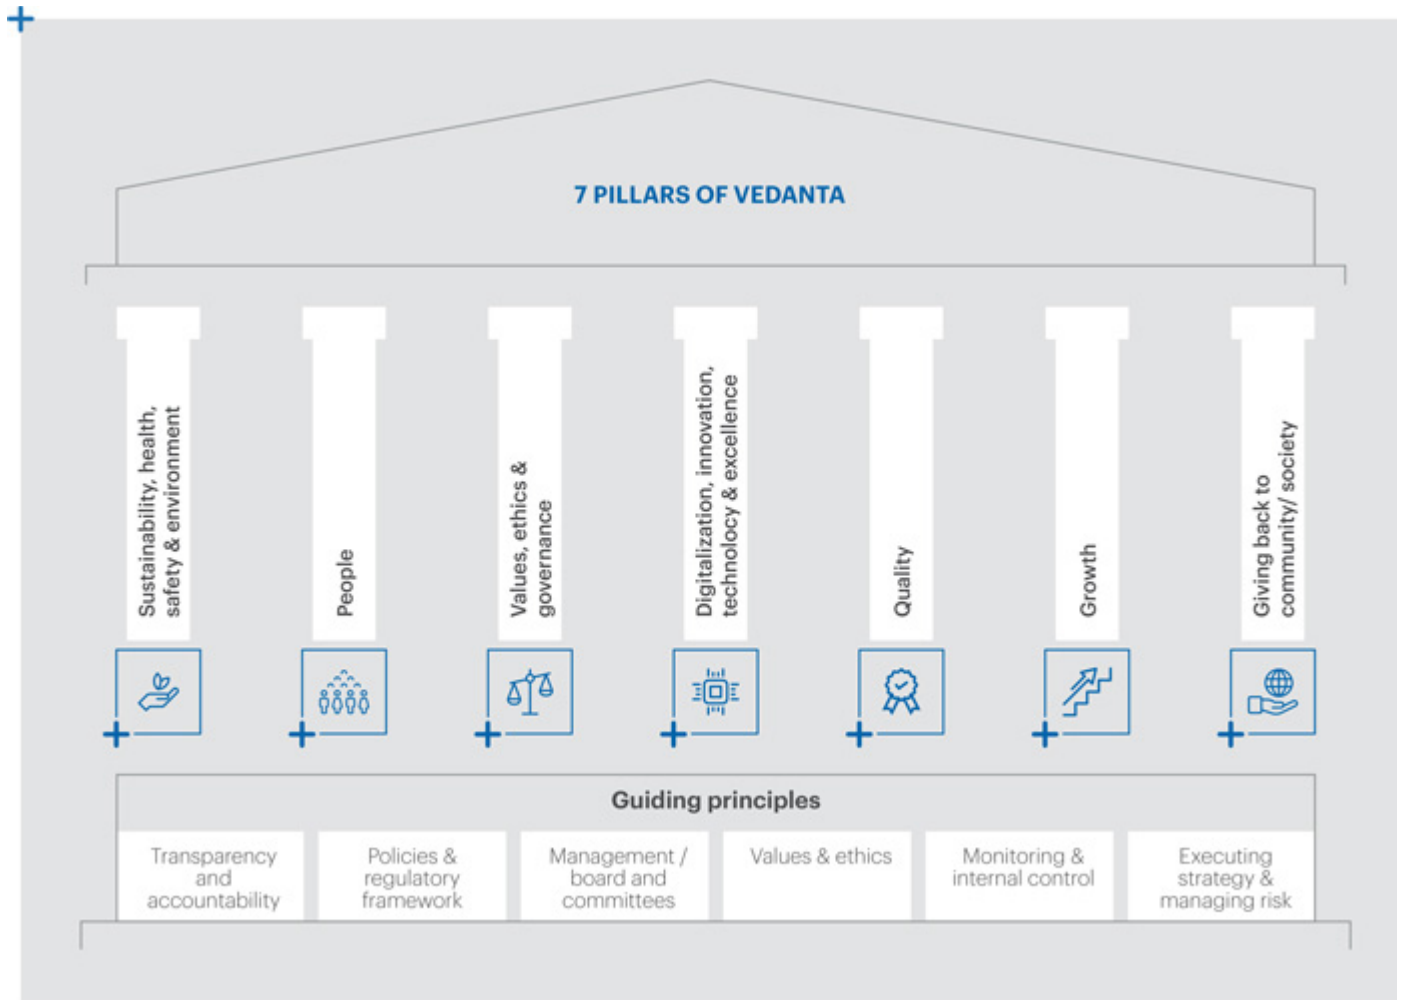 7 PILLARS OF VEDANTA
Sustainability, health,
safety & environment
People
Values, ethics &
governance
Digitalization, innovation,
technolocy & excellence
Quality
Growth
Giving back to
community/ society
Guiding principles
Transparency
and
accountability
Policies &
regulatory
framework
Management /
board and
committees
Values & ethics
Monitoring &
internal control
Executing
strategy &
managing risk